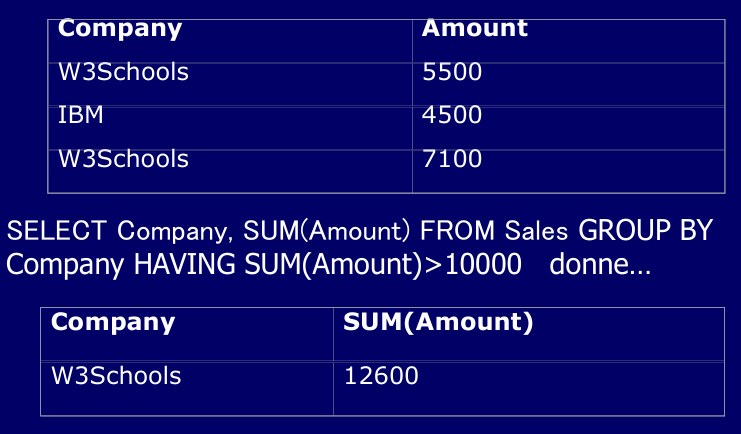 Company Amount
W3Schools 5500
IBM 4500
W3Schools 7100
SELECT Company, SUM(Amount) FROM Sales GROUP BY
Company HAVING SUM(Amount)>10000 donne...
Company SUM(Amount)
W3Schools 12600